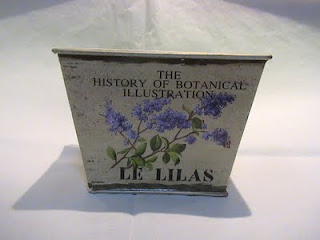 THE
HISTORY OF BOTANICAL
ILLUSTRATION
LE LILAS